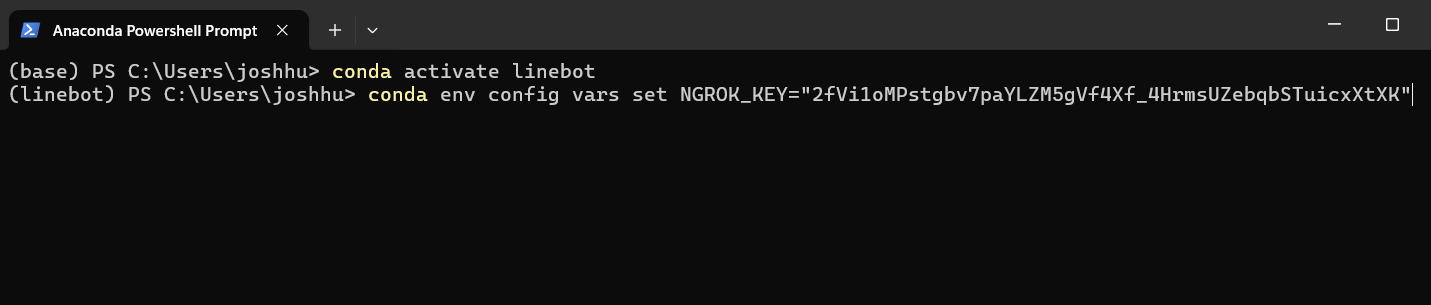 Anaconda Powershell Prompt
(base) PS C:\Users\joshhu> conda activate linebot
(linebot) PS C:\Users\joshhu> conda env config vars set NGROK_KEY="2fVi1oMPstgbv7paYLZM5gVf4Xf_4HrmsUZebqbSTuicxXtXK"